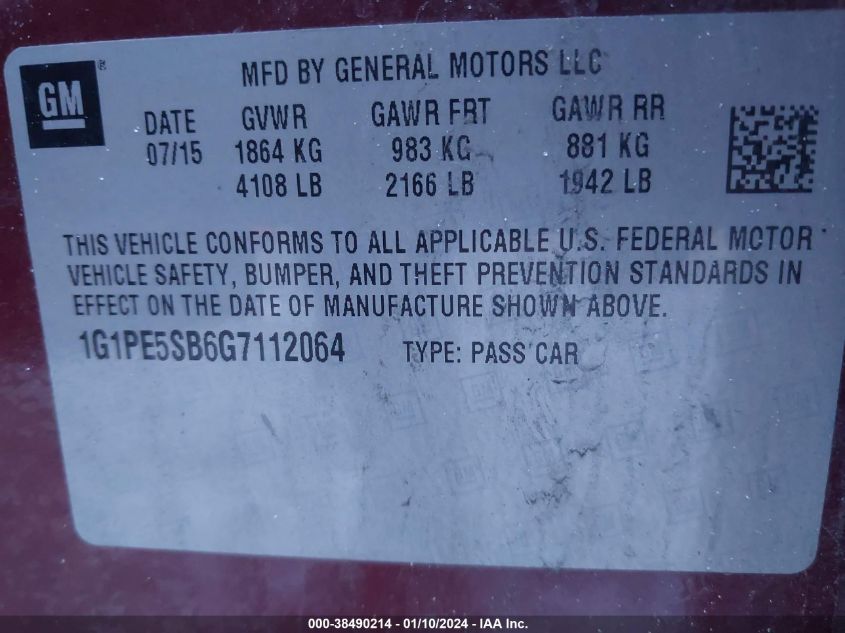 GM ®
MFD BY GENERAL MOTORS LLC
DATE GVWR GAWR FRT GAWR RR
07/15 1864 KG 983 KG 881 KG
4108 LB 2166 LB 1942 LB
THIS VEHICLE CONFORMS TO ALL APPLICABLE U.S. FEDERAL MOTOR
VEHICLE SAFETY, BUMPER, AND THEFT PREVENTION STANDARDS IN
EFFECT ON THE DATE OF MANUFACTURE SHOWN ABOVE.
1G1PE5SB6G7112064 TYPE: PASS CAR
000-38490214 - 01/10/2024 - IAA Inc.